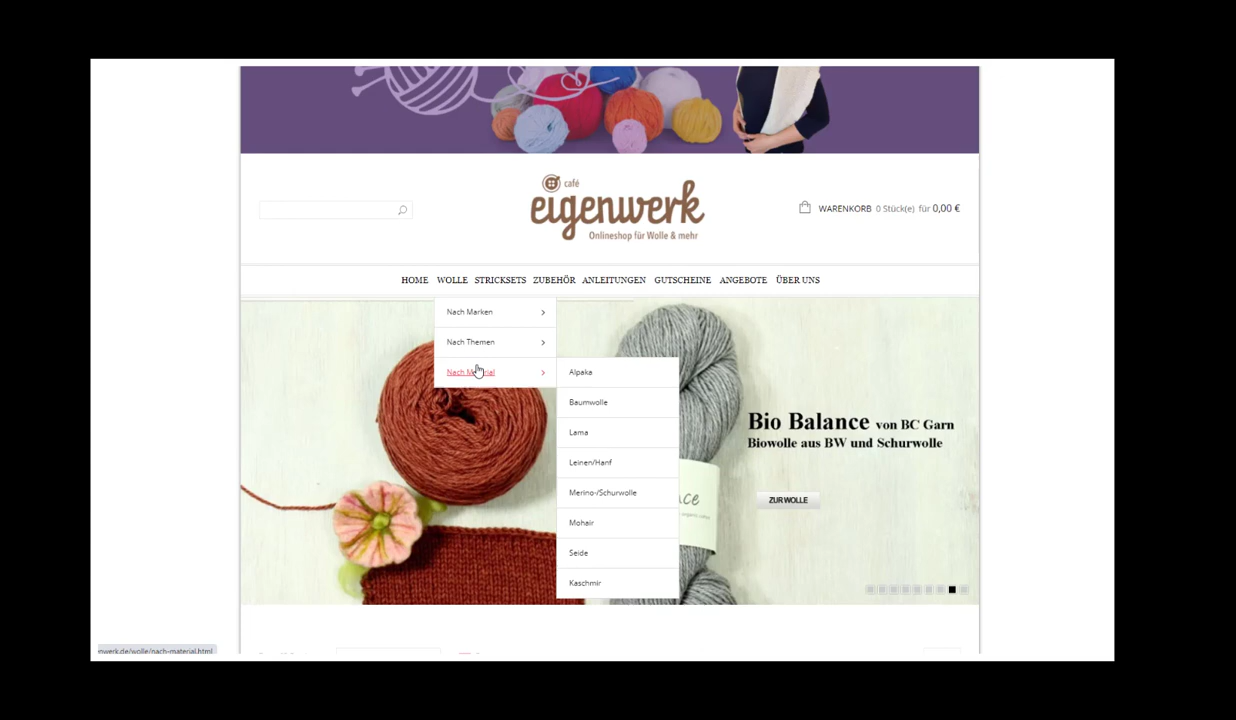 café
eigenwerk
Onlineshop für Wolle & mehr
WARENKORB 0 Stück(e) für 0,00 €
HOME WOLLE STRICKSETS ZUBEHÖR ANLEITUNGEN GUTSCHEINE ANGEBOTE ÜBER UNS
Nach Marken
Nach Themen
Nach Material
Alpaka
Baumwolle
Lama
Leinen/Hanf
Merino-/Schurwolle
Mohair
Seide
Kaschmir
Bio Balance von BC Garn
Biowolle aus BW und Schurwolle
ZUR WOLLE
enwerk.de/wolle/nach-material.html